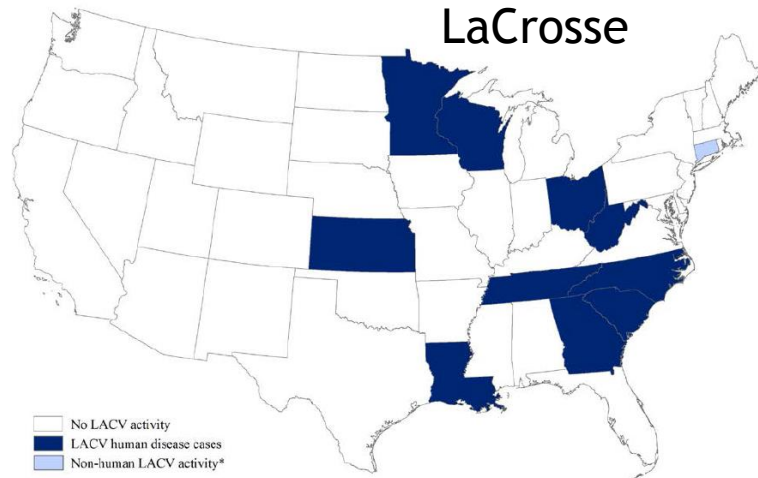 LaCrosse
No LACV activity
LACV human disease cases
Non-human LACV activity*